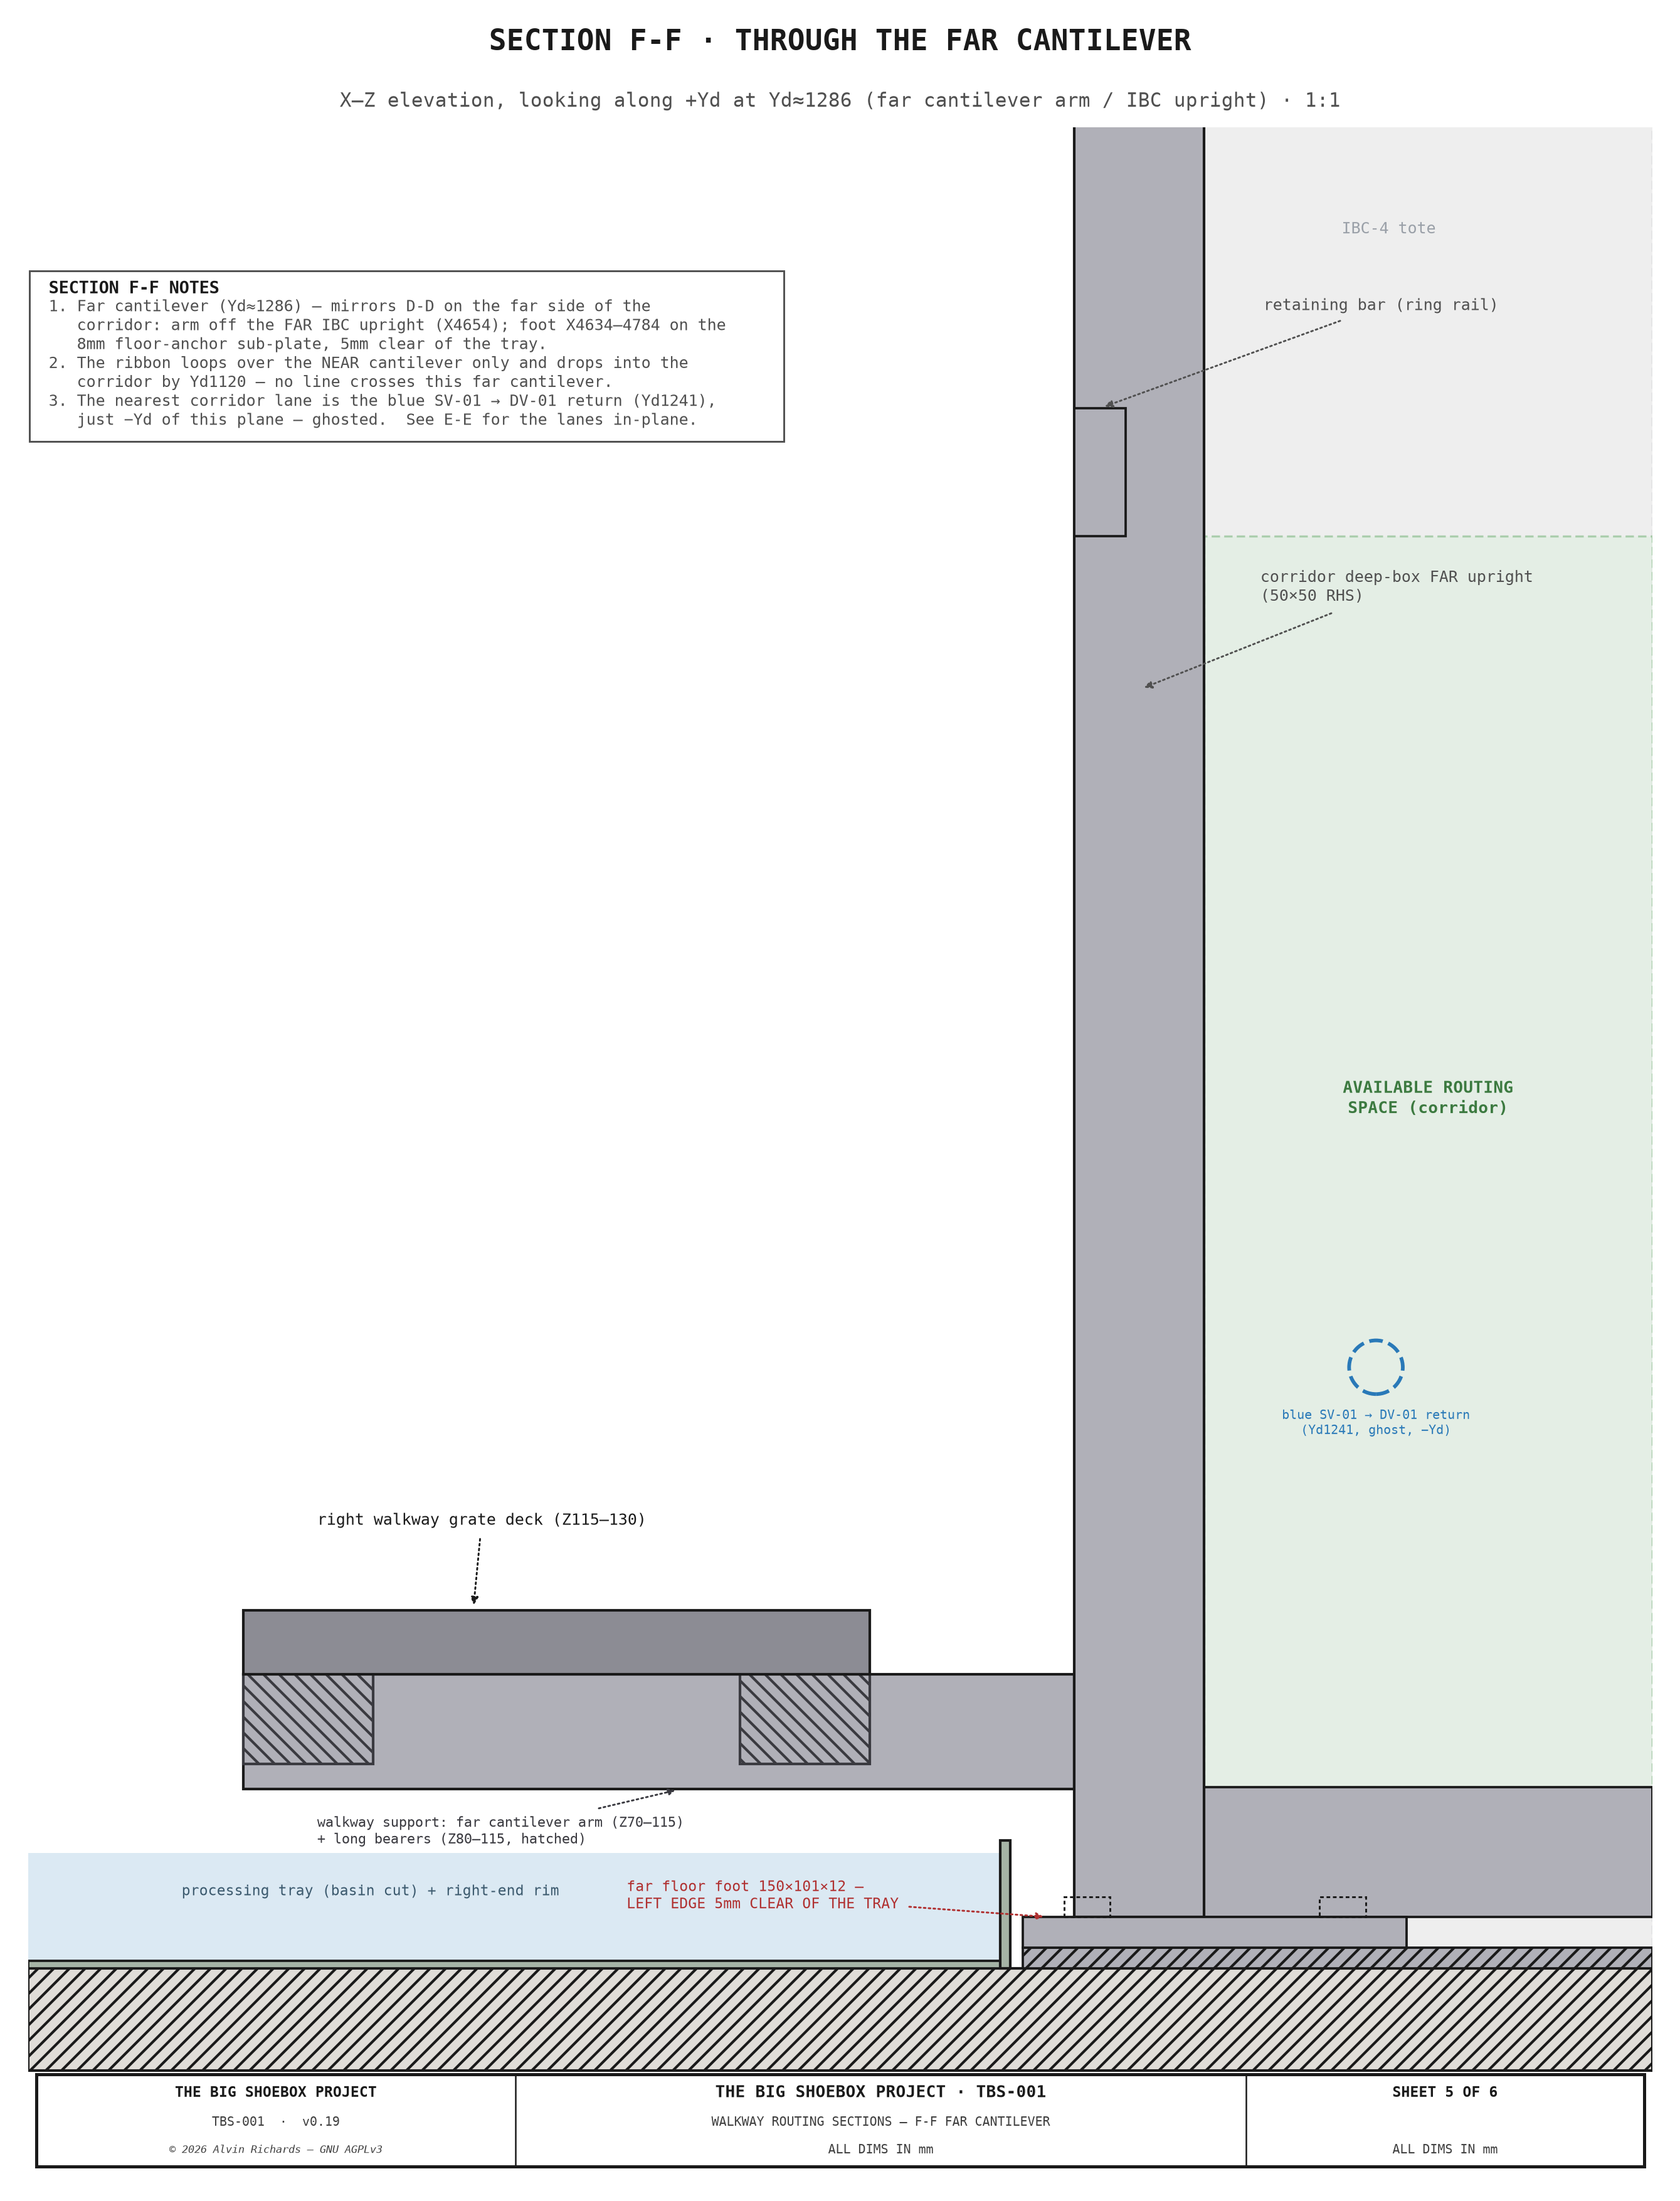 SECTION F-F · THROUGH THE FAR CANTILEVER
X–Z elevation, looking along +Yd at Yd≈1286 (far cantilever arm / IBC upright) · 1:1
IBC-4 tote
retaining bar (ring rail)
SECTION F-F NOTES
1. Far cantilever (Yd≈1286) — mirrors D-D on the far side of the
corridor: arm off the FAR IBC upright (X4654); foot X4634–4784 on the
8mm floor-anchor sub-plate, 5mm clear of the tray.
2. The ribbon loops over the NEAR cantilever only and drops into the
corridor by Yd1120 — no line crosses this far cantilever.
3. The nearest corridor lane is the blue SV-01 → DV-01 return (Yd1241),
just −Yd of this plane — ghosted.  See E-E for the lanes in-plane.
corridor deep-box FAR upright
(50×50 RHS)
AVAILABLE ROUTING
SPACE (corridor)
blue SV-01 → DV-01 return
(Yd1241, ghost, −Yd)
right walkway grate deck (Z115–130)
walkway support: far cantilever arm (Z70–115)
+ long bearers (Z80–115, hatched)
processing tray (basin cut) + right-end rim
far floor foot 150×101×12 —
LEFT EDGE 5mm CLEAR OF THE TRAY
THE BIG SHOEBOX PROJECT
TBS-001  ·  v0.19
© 2026 Alvin Richards — GNU AGPLv3
THE BIG SHOEBOX PROJECT · TBS-001
WALKWAY ROUTING SECTIONS — F-F FAR CANTILEVER
ALL DIMS IN mm
SHEET 5 OF 6
ALL DIMS IN mm